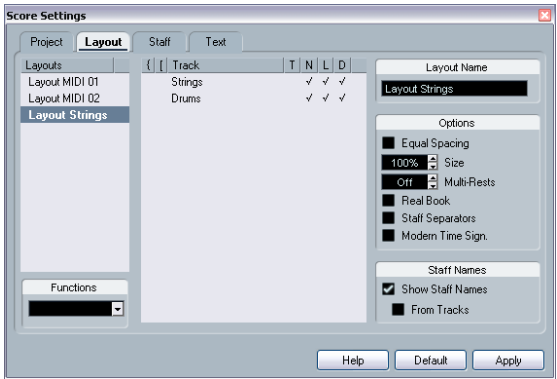 Score Settings
Project Layout Staff Text
Layouts
Layout MIDI 01
Layout MIDI 02
Layout Strings
Functions
{ [ Track T N L D
Strings √ √ √
Drums √ √ √
Layout Name
Layout Strings
Options
Equal Spacing
100% Size
Off Multi-Rests
Real Book
Staff Separators
Modern Time Sign.
Staff Names
Show Staff Names
From Tracks
Help Default Apply